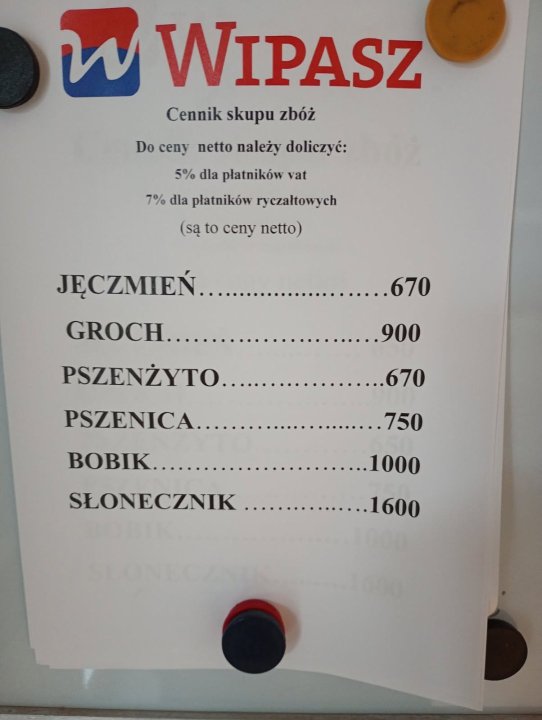 W WIPASZ
Cennik skupu zbóż
Do ceny netto należy doliczyć:
5% dla płatników vat
7% dla płatników ryczałtowych
(są to ceny netto)
JĘCZMIEŃ........................670
GROCH..............................900
PSZENŻYTO......................670
PSZENICA.........................750
BOBIK................................1000
SŁONECZNIK ..................1600